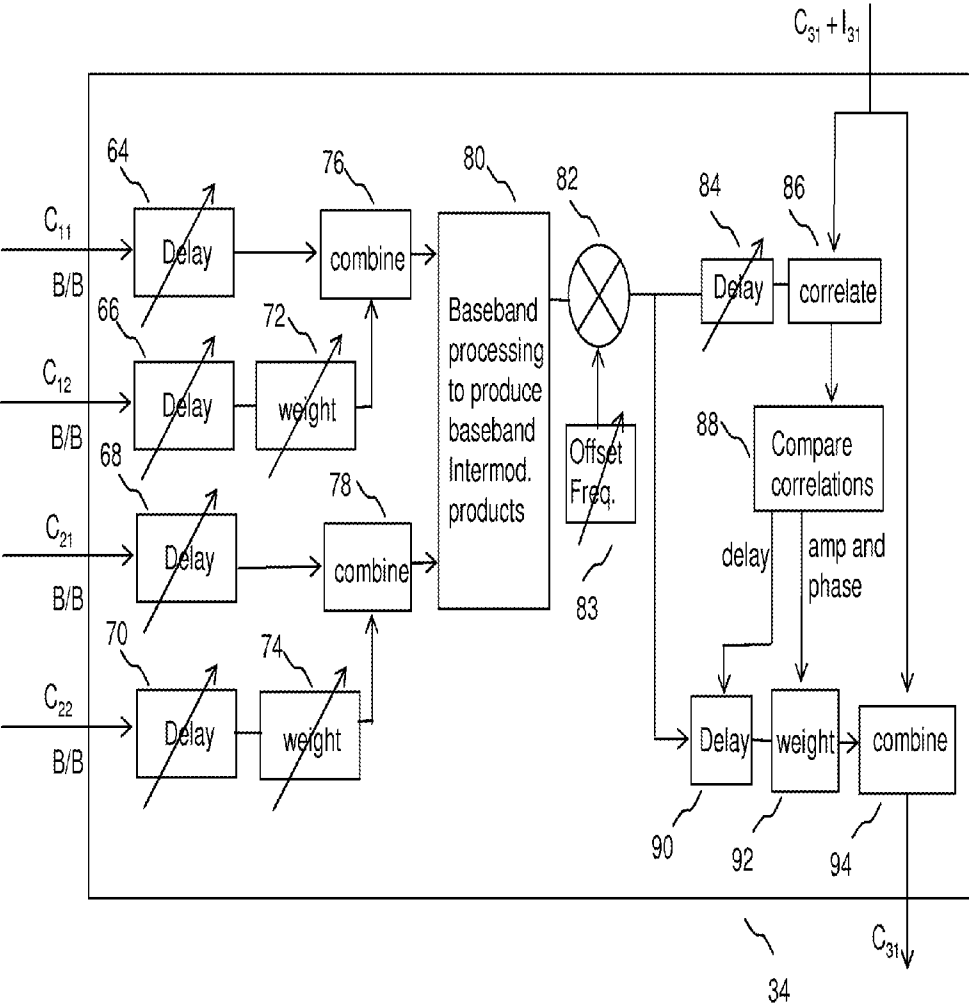 C31 + I31
64
76
80
82
84
86
C11
Delay
combine
B/B
Delay
correlate
66
72
Baseband
processing
to produce
baseband
Intermod.
products
C12
Delay
weight
B/B
88
Compare
correlations
Offset
Freq.
68
78
83
C21
Delay
combine
B/B
delay
amp and
phase
70
74
C22
Delay
weight
B/B
Delay
weight
combine
90
92
94
34
C31